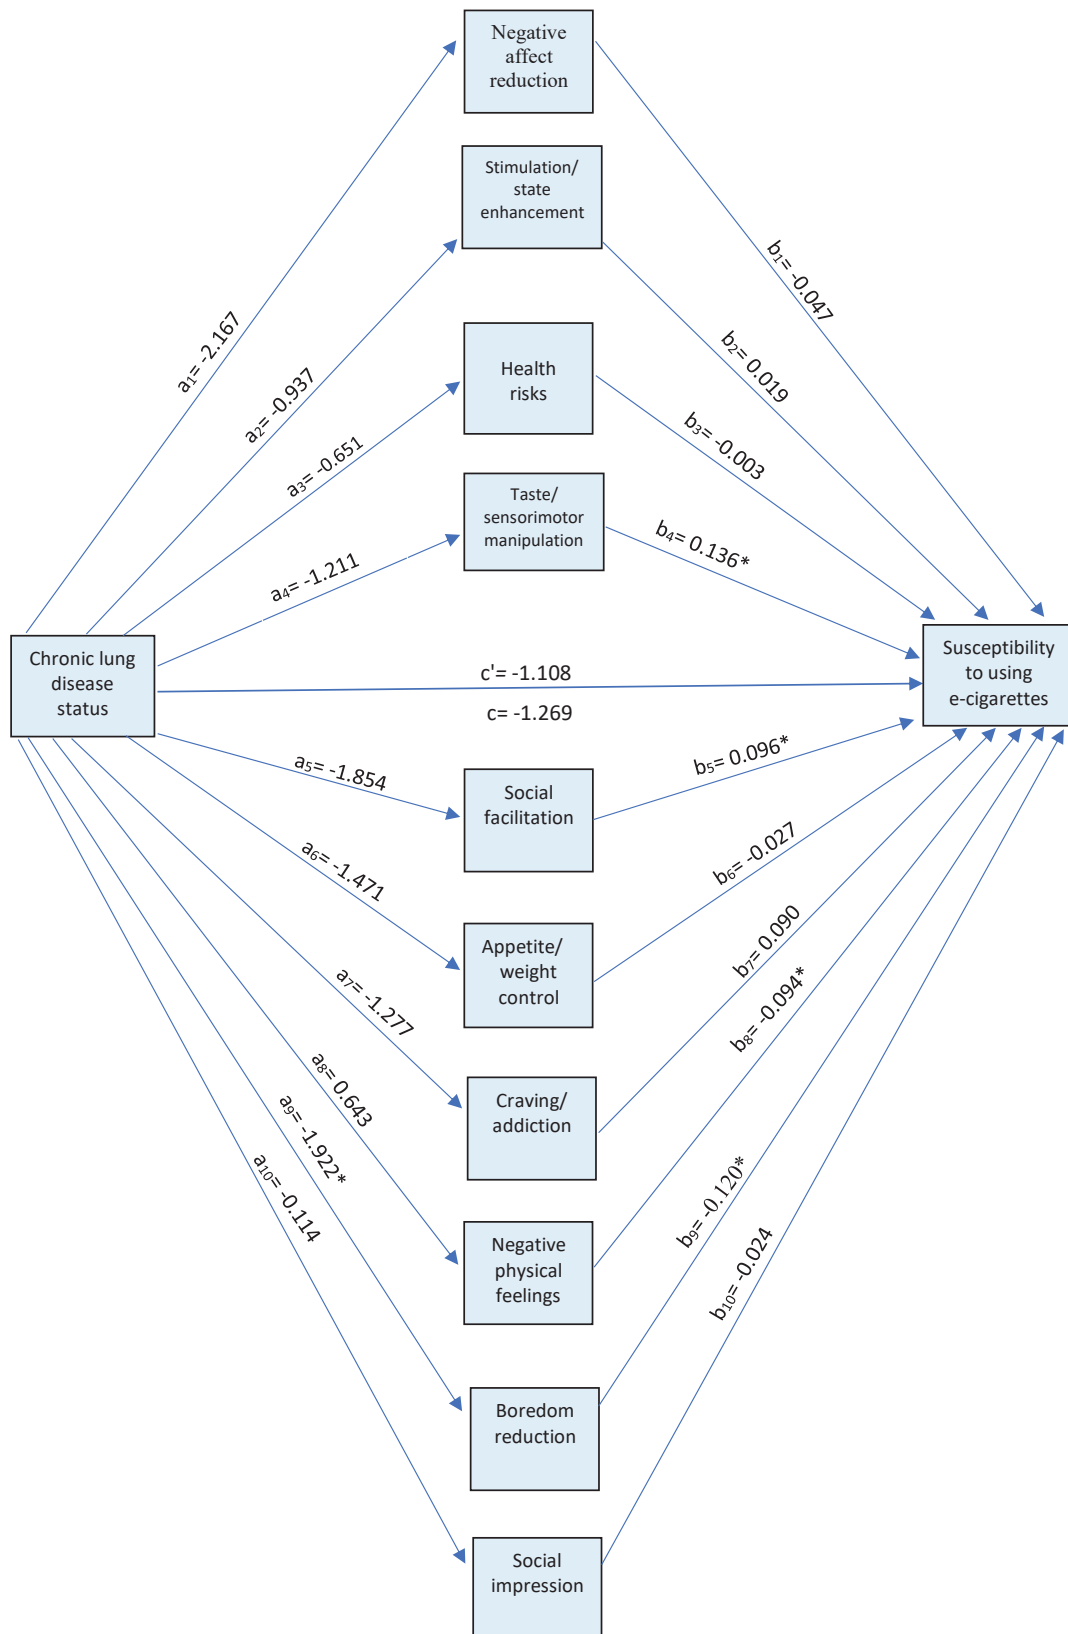 Negative
affect
reduction
Stimulation/
state
enhancement
b₁= -0.047
a₁= -2.167
b₂= 0.019
Health
risks
a₂= -0.937
b₃= -0.003
a₃= -0.651
Taste/
sensorimotor
manipulation
b₄= 0.136*
a₄= -1.211
Chronic lung
disease
status
Susceptibility
to using
e-cigarettes
c'= -1.108
c= -1.269
a₅= -1.854
b₅= 0.096*
Social
facilitation
a₆= -1.471
b₆= -0.027
Appetite/
weight
control
a₇= -1.277
b₇= 0.090
b₈= -0.094*
a₈= 0.643
Craving/
addiction
a₉= -1.922*
a₁₀= -0.114
b₉= -0.120*
b₁₀= -0.024
Negative
physical
feelings
Boredom
reduction
Social
impression